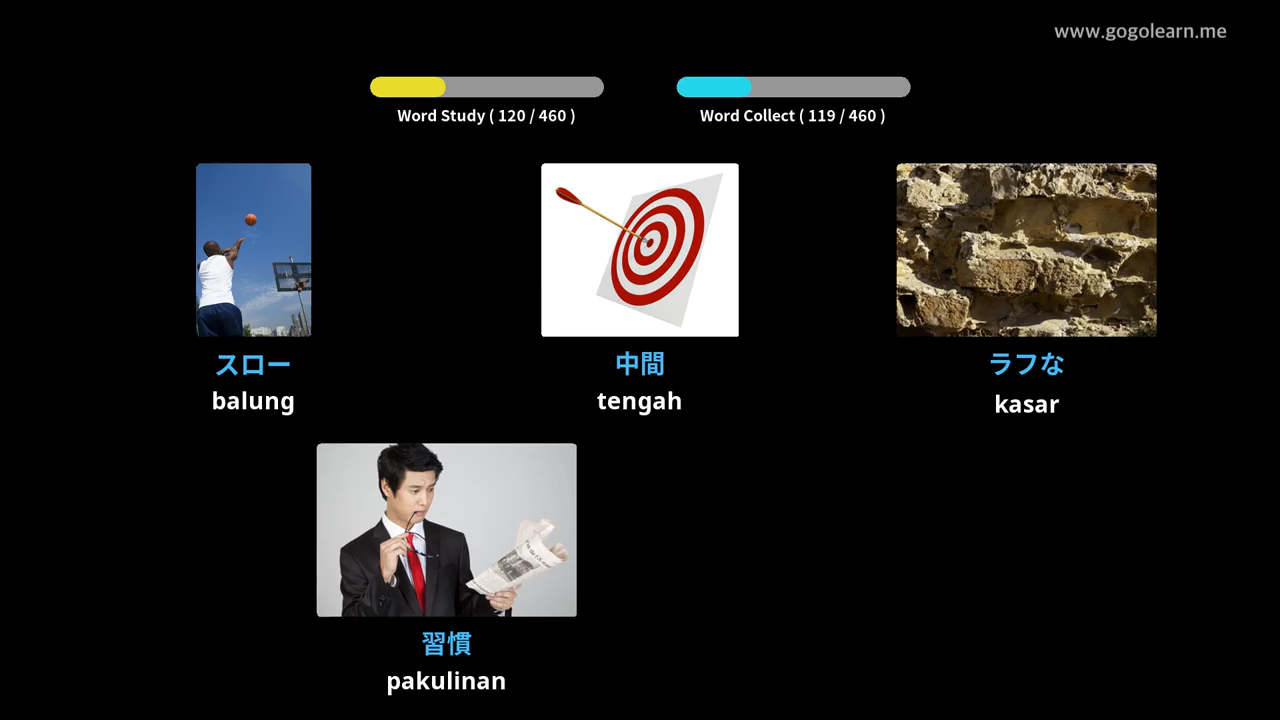 www.gogolearn.me
Word Study ( 120 / 460 )
Word Collect ( 119 / 460 )
スロー
balung
中間
tengah
ラフな
kasar
習慣
pakulinan